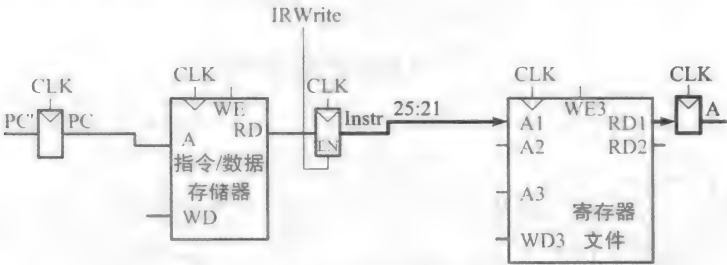 IRWrite
CLK
PC'
PC
CLK
WE
A
RD
指令/数据
存储器
WD
CLK
EN
Instr
25:21
CLK
WE3
A1
RD1
A2
RD2
A3
寄存器
WD3
文件
CLK
A